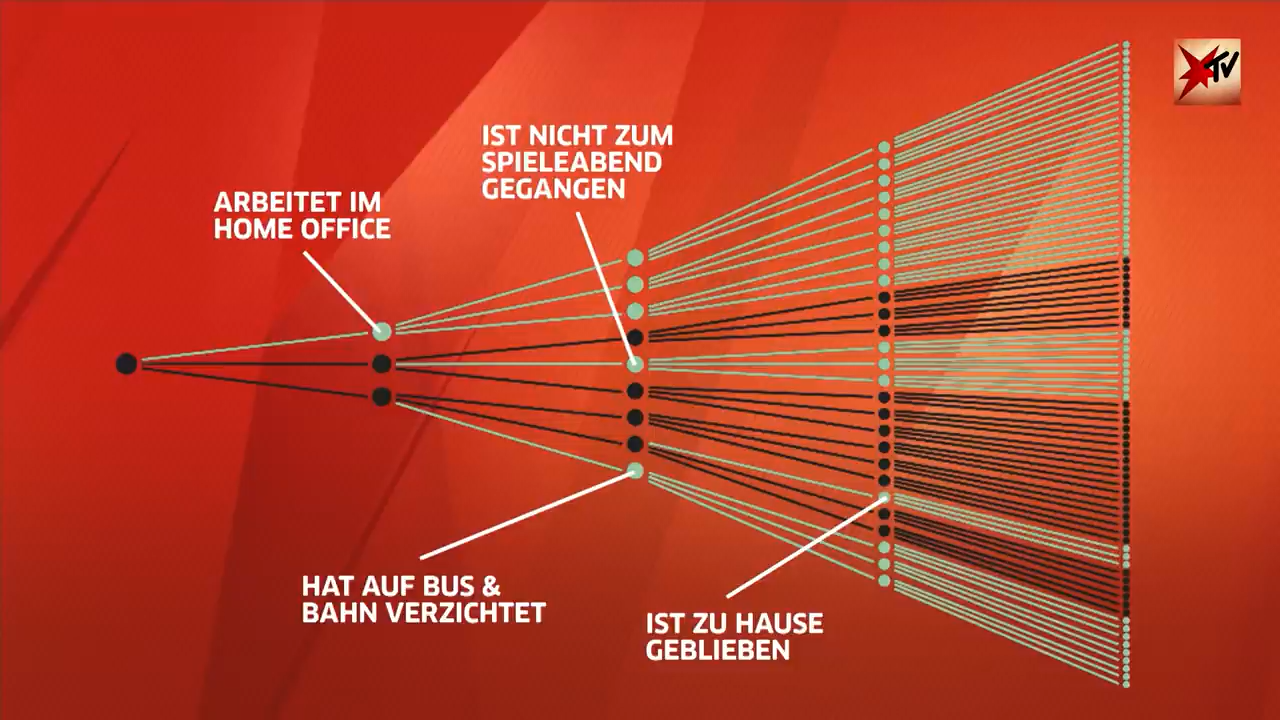 TV
IST NICHT ZUM
SPIELEABEND
GEGANGEN
ARBEITET IM
HOME OFFICE
HAT AUF BUS &
BAHN VERZICHTET
IST ZU HAUSE
GEBLIEBEN